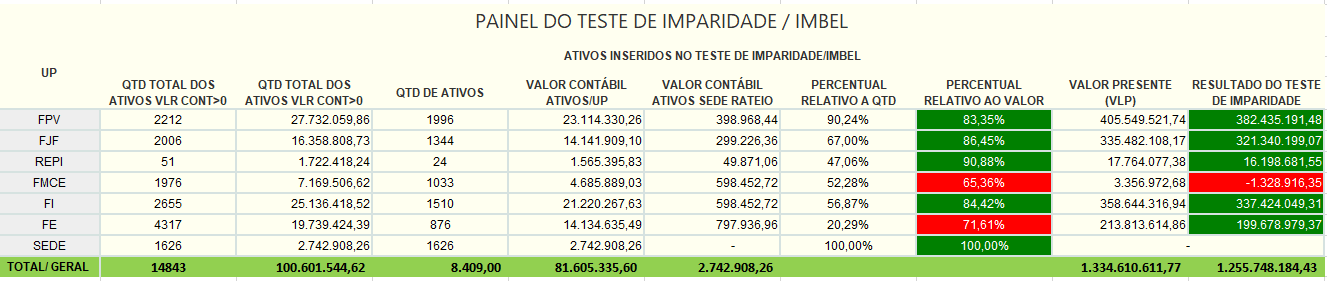 PAINEL DO TESTE DE IMPARIDADE / IMBEL
ATIVOS INSERIDOS NO TESTE DE IMPARIDADE/IMBEL
UP
QTD TOTAL DOS ATIVOS VLR CONT>0
QTD TOTAL DOS ATIVOS VLR CONT>0
QTD DE ATIVOS
VALOR CONTÁBIL ATIVOS/UP
VALOR CONTÁBIL ATIVOS SEDE RATEIO
PERCENTUAL RELATIVO A QTD
PERCENTUAL RELATIVO AO VALOR
VALOR PRESENTE (VLP)
RESULTADO DO TESTE DE IMPARIDADE
FPV 2212 27.732.059,86 1996 23.114.330,26 398.968,44 90,24% 83,35% 405.549.521,74 382.435.191,48
FJF 2006 16.358.808,73 1344 14.141.909,10 299.226,36 67,00% 86,45% 335.482.108,17 321.340.199,07
REPI 51 1.722.418,24 24 1.565.395,83 49.871,06 47,06% 90,88% 17.764.077,38 16.198.681,55
FMCE 1976 7.169.506,62 1033 4.685.889,03 598.452,72 52,28% 65,36% 3.356.972,68 -1.328.916,35
FI 2655 25.136.418,52 1510 21.220.267,63 598.452,72 56,87% 84,42% 358.644.316,94 337.424.049,31
FE 4317 19.739.424,39 876 14.134.635,49 797.936,96 20,29% 71,61% 213.813.614,86 199.678.979,37
SEDE 1626 2.742.908,26 1626 2.742.908,26 - 100,00% 100,00% -
TOTAL/ GERAL 14843 100.601.544,62 8.409,00 81.605.335,60 2.742.908,26 1.334.610.611,77 1.255.748.184,43